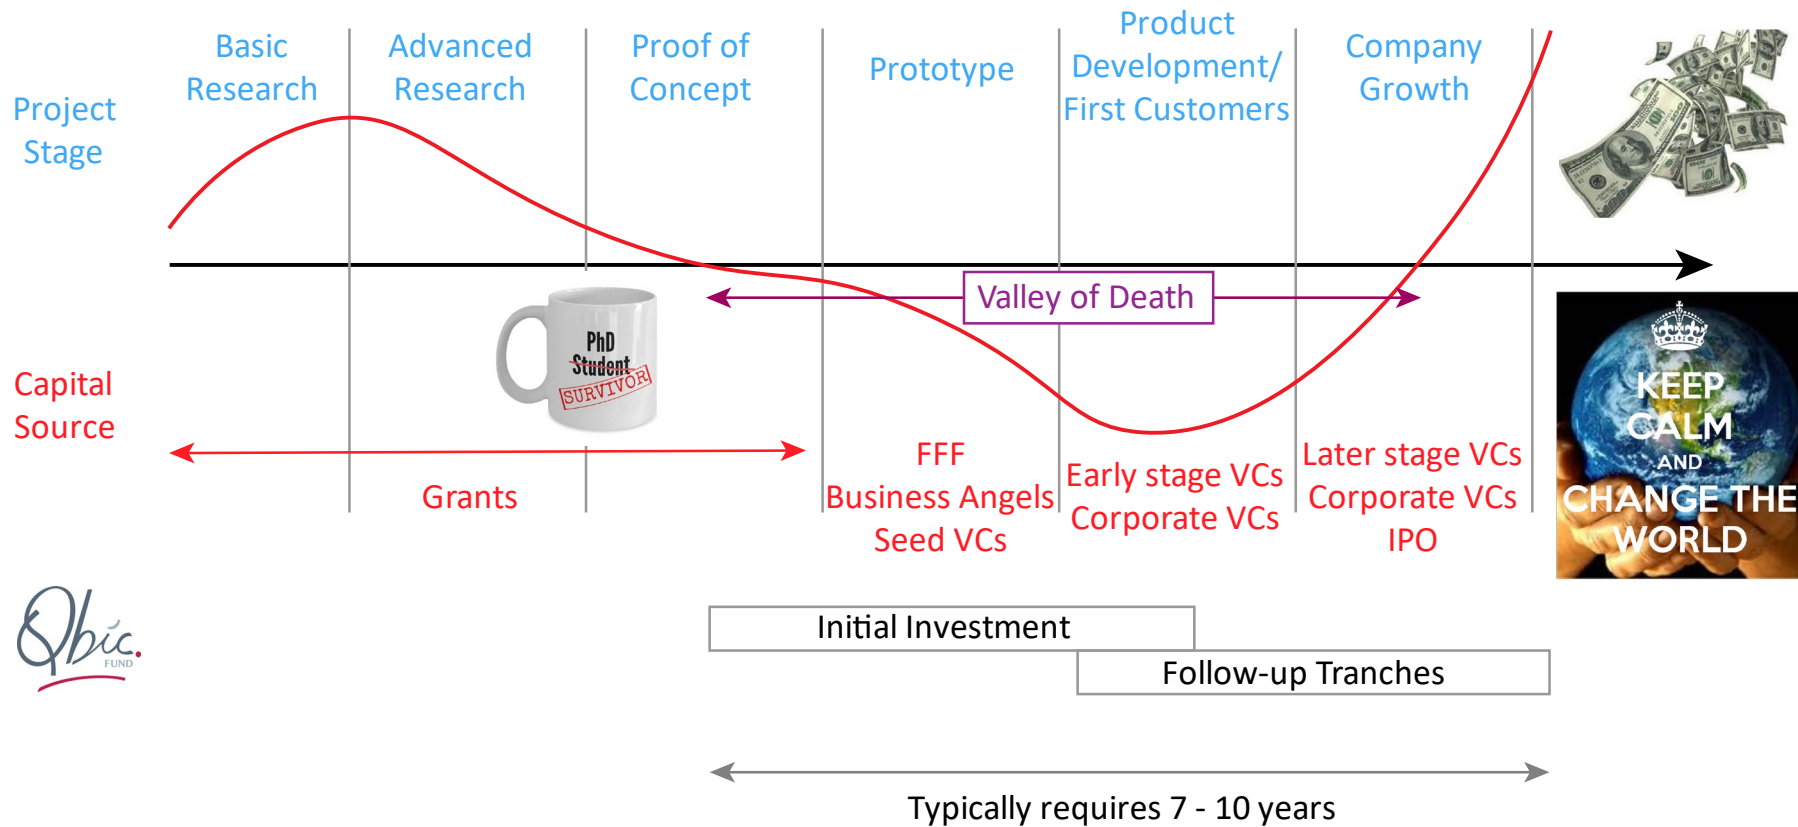 Project
Stage
Basic
Research
Advanced
Research
Proof of
Concept
Prototype
Product
Development/
First Customers
Company
Growth
Valley of Death
PhD
Student
SURVIVOR
Capital
Source
Grants
FFF
Business Angels
Seed VCs
Early stage VCs
Corporate VCs
Later stage VCs
Corporate VCs
IPO
KEEP
CALM
AND
CHANGE THE
WORLD
Qbic.
FUND
Initial Investment
Follow-up Tranches
Typically requires 7 - 10 years